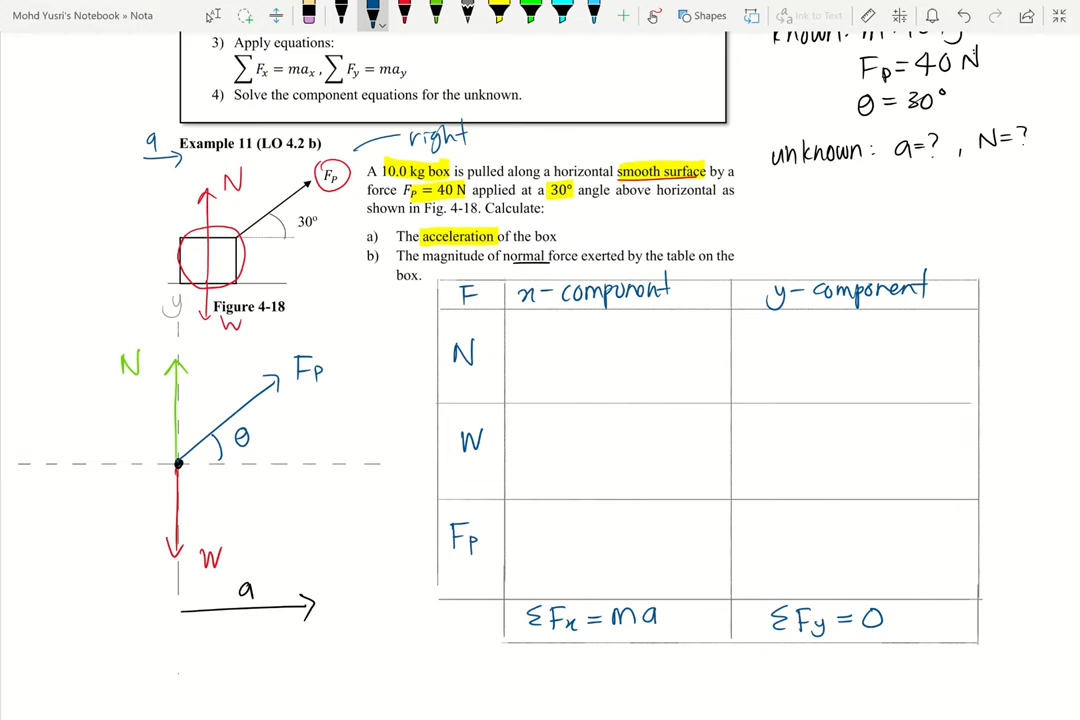 Mohd Yusri's Notebook » Nota
Shapes
Ink to Text
3) Apply equations:
∑ Fx = max , ∑ Fy = may
4) Solve the component equations for the unknown.
FP = 40 N
θ = 30°
unknown: a=? , N=?
a
Example 11 (LO 4.2 b)
right
N
FP
30°
W
y
Figure 4-18
A 10.0 kg box is pulled along a horizontal smooth surface by a
force FP = 40 N applied at a 30° angle above horizontal as
shown in Fig. 4-18. Calculate:
a) The acceleration of the box
b) The magnitude of normal force exerted by the table on the
box.
F x-component y-component
N
W
Fp
ΣFx = ma ΣFy = 0
N
Fp
θ
W
a